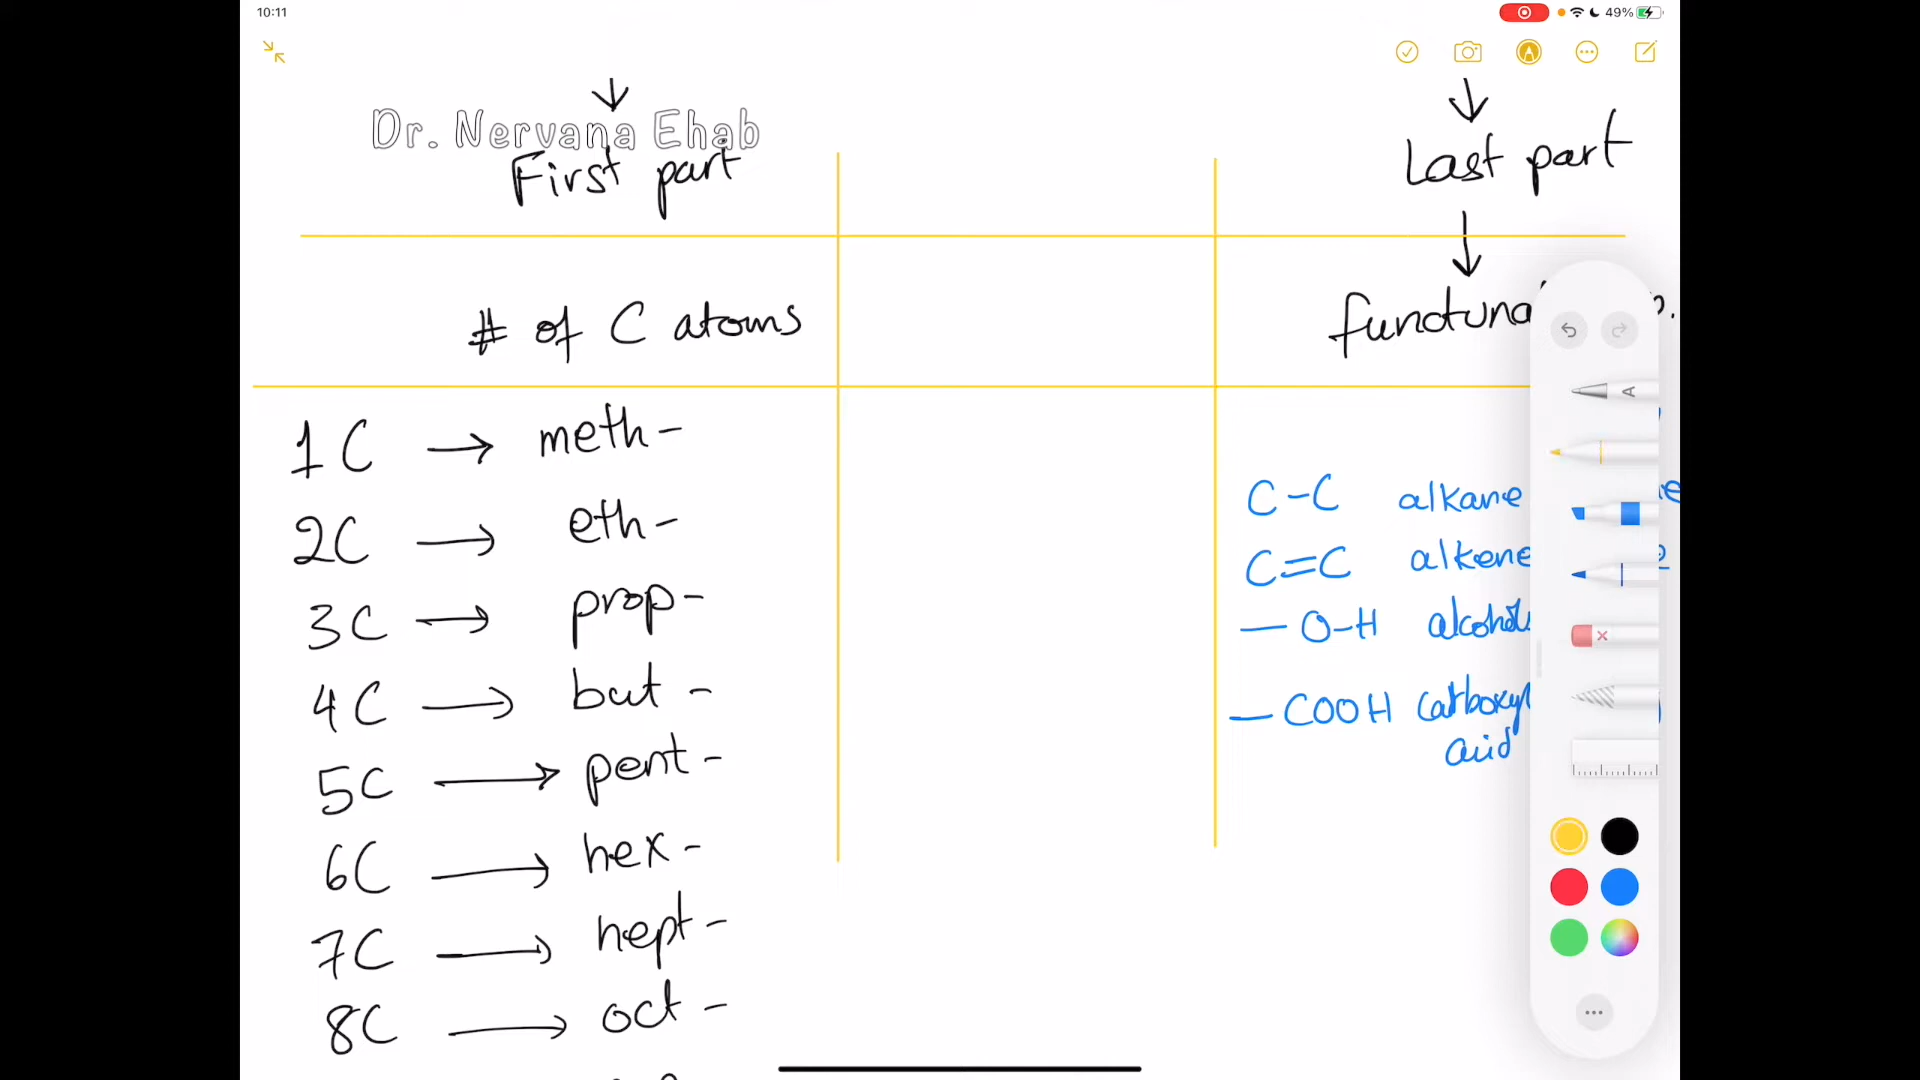 10:11
49%
Dr. Nervana Ehab
First part
Last part
# of C atoms
1C → meth-
2C → eth-
3C → prop-
4C → but-
5C → pent-
6C → hex-
7C → hept-
8C → oct-
C-C alkane
C=C alkene
— O-H
— COOH
acid